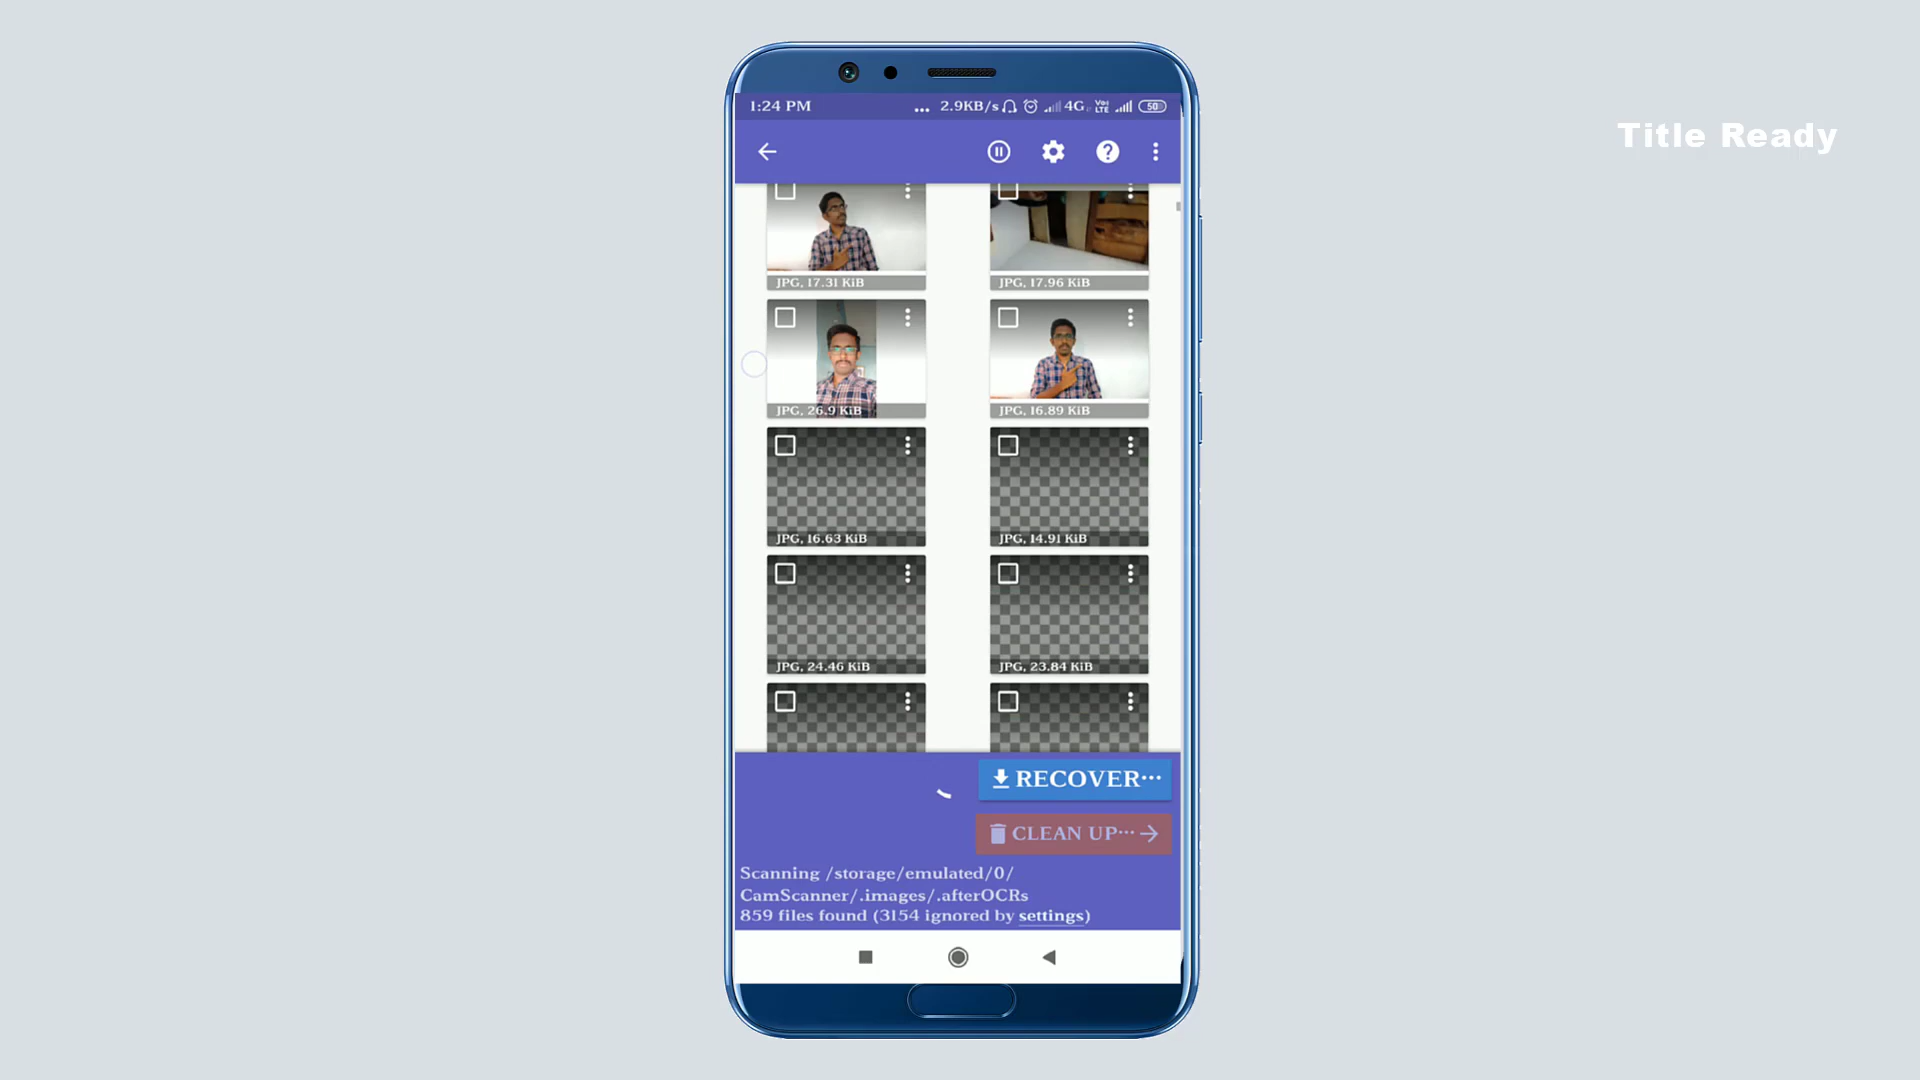 Title Ready
1:24 PM
... 2.9KB/s 4G Vo LTE 50
JPG, 17.31 KiB
JPG, 17.96 KiB
JPG, 26.9 KiB
JPG, 16.89 KiB
JPG, 16.63 KiB
JPG, 14.91 KiB
JPG, 24.46 KiB
JPG, 23.84 KiB
RECOVER...
CLEAN UP...
Scanning /storage/emulated/0/
CamScanner/.images/.afterOCRs
859 files found (3154 ignored by settings)